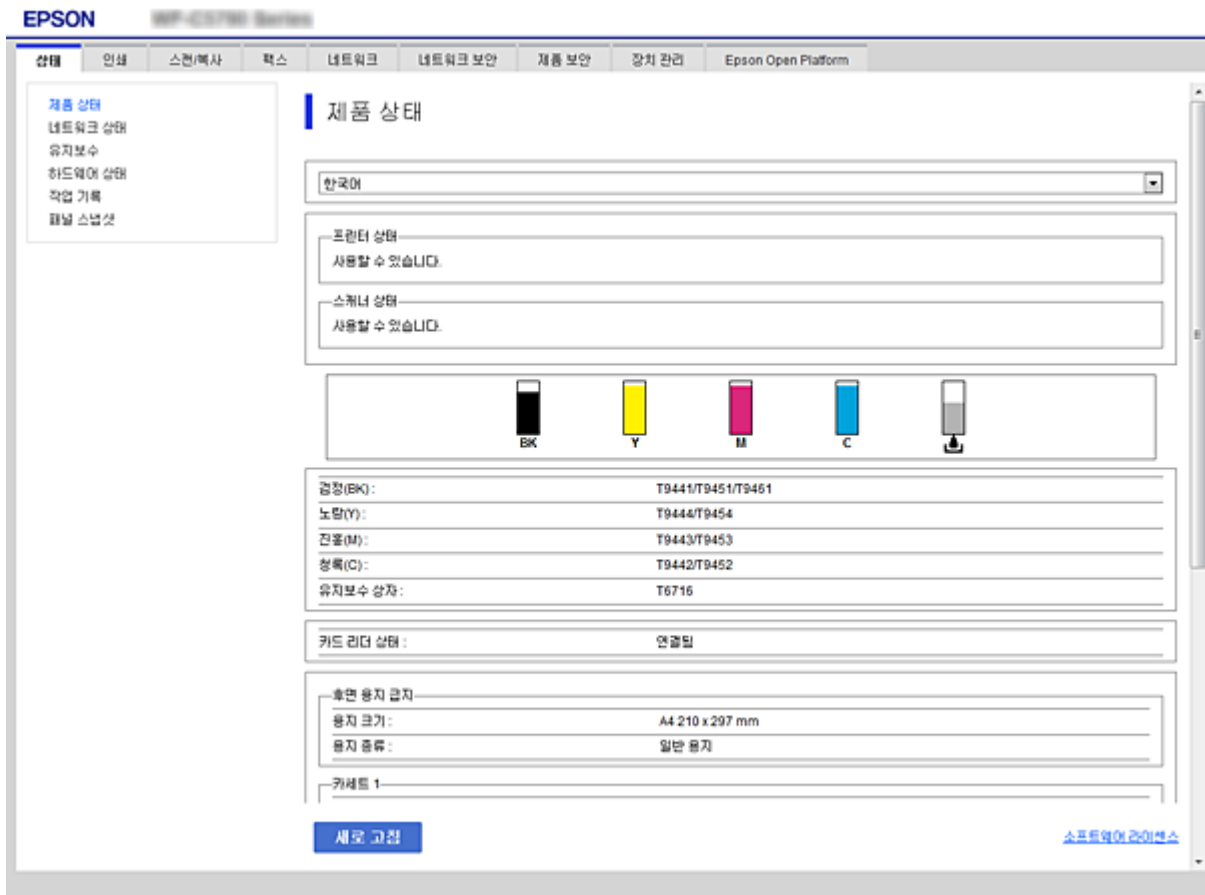 EPSON WF-C5790 Series
상태 인쇄 스캔/복사 팩스 네트워크 네트워크 보안 제품 보안 장치 관리 Epson Open Platform
제품 상태
네트워크 상태
유지보수
하드웨어 상태
작업 기록
패널 스냅샷
제품 상태
한국어
프린터 상태
사용할 수 있습니다.
스캐너 상태
사용할 수 있습니다.
BK Y M C
검정(BK) : T9441/T9451/T9461
노랑(Y) : T9444/T9454
진홍(M) : T9443/T9453
청록(C) : T9442/T9452
유지보수 상자 : T6716
카드 리더 상태 : 연결됨
후면 용지 급지
용지 크기 : A4 210 x 297 mm
용지 종류 : 일반 용지
카세트 1
새로 고침
소프트웨어 라이센스